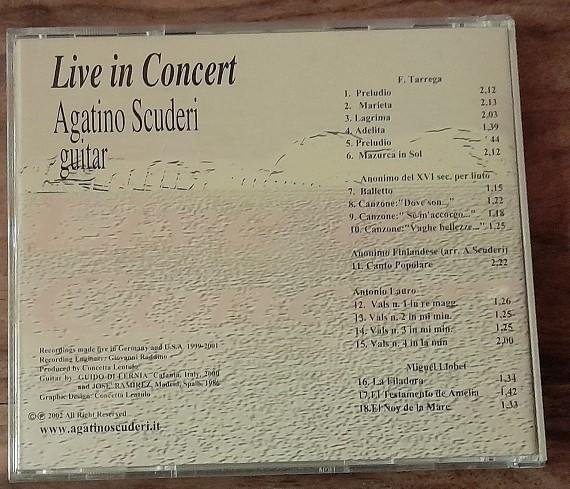 Live in Concert
Agatino Scuderi
guitar
F. Tarrega
1. Preludio 2,12
2. Marieta 2,13
3. Lagrima 2,03
4. Adelita 1,39
5. Preludio ' 44
6. Mazurca in Sol 2,12
Anonimo del XVI sec. per liuto
7. Balletto 1,15
8. Canzone:"Dove son..." 1,22
9. Canzone:" Se m'accorgo..." 1,18
10. Canzone:"Vaghe bellezze..." 1,25
Anonimo Finlandese (arr. A.Scuderi)
11. Canto Popolare 2,22
Antonio Lauro
12. Vals n. 1 in re magg. 1,26
13. Vals n. 2 in mi min. 1,25
14. Vals n. 3 in mi min. 1,25
15. Vals n. 4 in la min 2,00
Miguel Llobet
16. La Filadora 1,34
17.El Testamento de Amelia 1,42
18.El Noy de la Mare 1,33
Recordings made live in Germany and U.S.A. 1999-2001
Recording Engineer: Giovanni Raddino
Produced by Concetta Lentulo
Guitar by "GUIDO DI LERNIA" Catania, Italy, 2000
and JOSE' RAMIREZ, Madrid, Spain, 1986
Graphic Design: Concetta Lentulo
©℗ 2002 All Right Reserved
www.agatinoscuderi.it